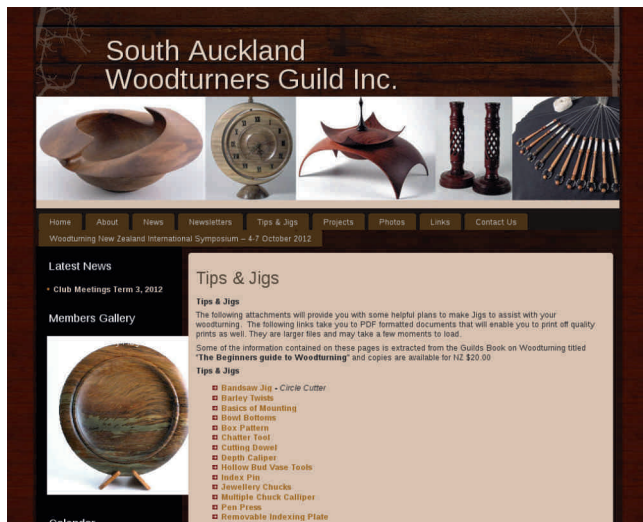 South Auckland
Woodturners Guild Inc.
Home About News Newsletters Tips & Jigs Projects Photos Links Contact Us
Woodturning New Zealand International Symposium – 4-7 October 2012
Latest News
Club Meetings Term 3, 2012
Members Gallery
Tips & Jigs
Tips & Jigs
The following attachments will provide you with some helpful plans to make Jigs to assist with your
woodturning. The following links take you to PDF formatted documents that will enable you to print off quality
prints as well. They are larger files and may take a few moments to load.
Some of the information contained on these pages is extracted from the Guilds Book on Woodturning titled
"The Beginners guide to Woodturning" and copies are available for NZ $20.00
Tips & Jigs
Bandsaw Jig - Circle Cutter
Barley Twists
Basics of Mounting
Bowl Bottoms
Box Pattern
Chatter Tool
Cutting Dowel
Depth Caliper
Hollow Bud Vase Tools
Index Pin
Jewellery Chucks
Multiple Chuck Calliper
Pen Press
Removable Indexing Plate